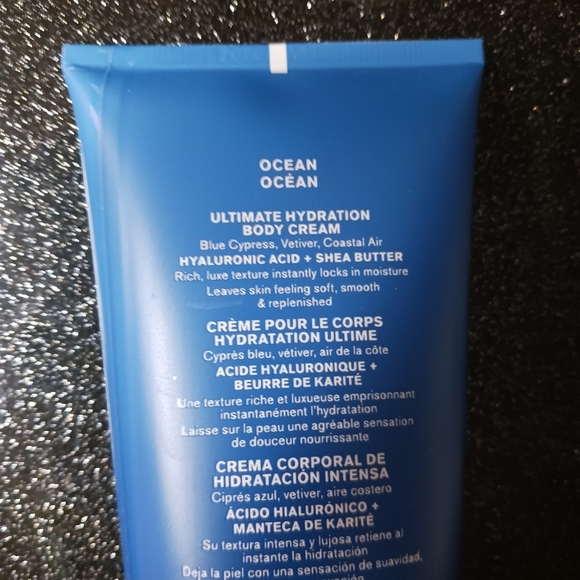 OCEAN
OCÈAN
ULTIMATE HYDRATION
BODY CREAM
Blue Cypress, Vetiver, Coastal Air
HYALURONIC ACID + SHEA BUTTER
Rich, luxe texture instantly locks in moisture
Leaves skin feeling soft, smooth
& replenished
CRÈME POUR LE CORPS
HYDRATATION ULTIME
Cyprès bleu, vétiver, air de la côte
ACIDE HYALURONIQUE +
BEURRE DE KARITÉ
Une texture riche et luxueuse emprisonnant
instantanément l'hydratation
Laisse sur la peau une agréable sensation
de douceur nourrissante
CREMA CORPORAL DE
HIDRATACIÓN INTENSA
Ciprés azul, vetiver, aire costero
ÁCIDO HIALURÓNICO +
MANTECA DE KARITÉ
Su textura intensa y lujosa retiene al
instante la hidratación
Deja la piel con una sensación de suavidad,